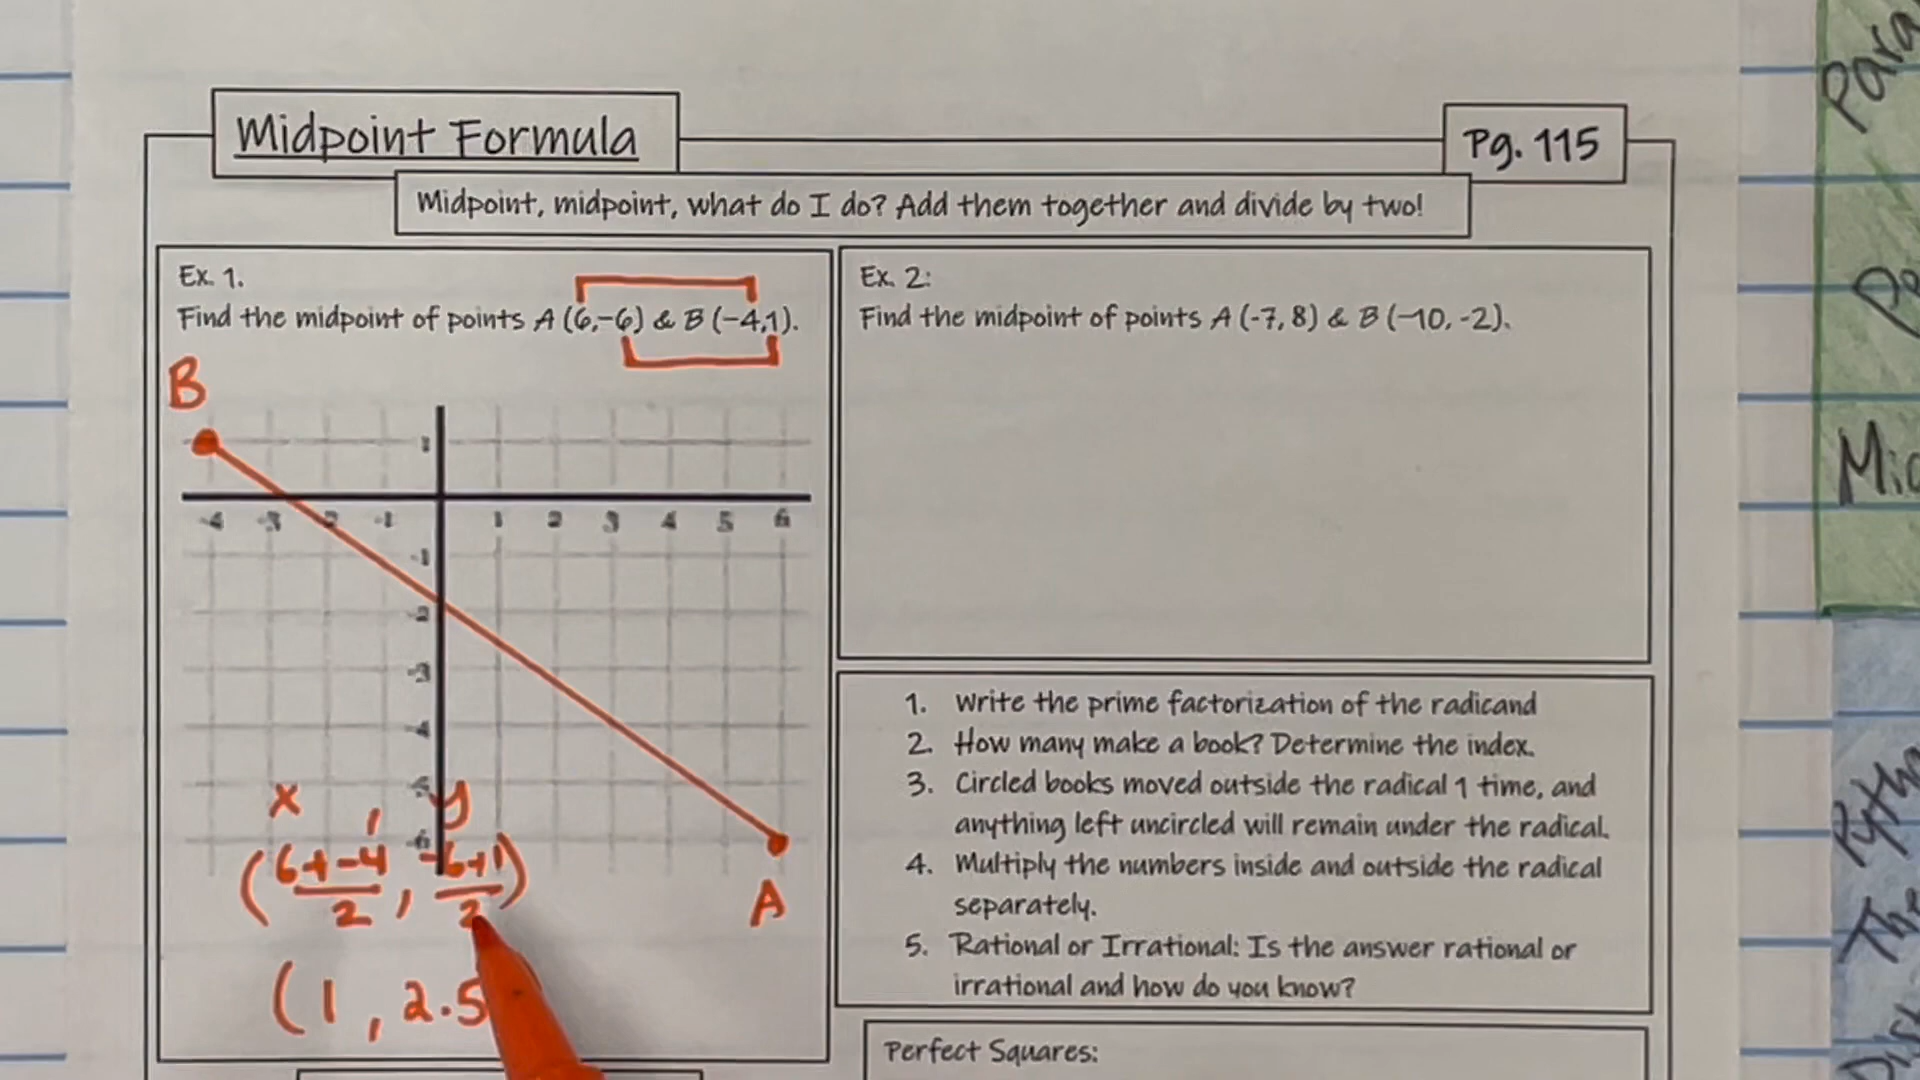 Midpoint Formula
Pg. 115
Midpoint, midpoint, what do I do? Add them together and divide by two!
Ex. 1.
Find the midpoint of points A (6,-6) & B (-4,1).
B
1
-4 -3 -2 -1 1 2 3 4 5 6
-1
-2
-3
-4
-5
-6
x y
(6+-4/2, -6+1/2)
A
(1, 2.5
Ex. 2:
Find the midpoint of points A (-7, 8) & B (-10, -2).
1. Write the prime factorization of the radicand
2. How many make a book? Determine the index.
3. Circled books moved outside the radical 1 time, and
anything left uncircled will remain under the radical.
4. Multiply the numbers inside and outside the radical
separately.
5. Rational or Irrational: Is the answer rational or
irrational and how do you know?
Perfect Squares: